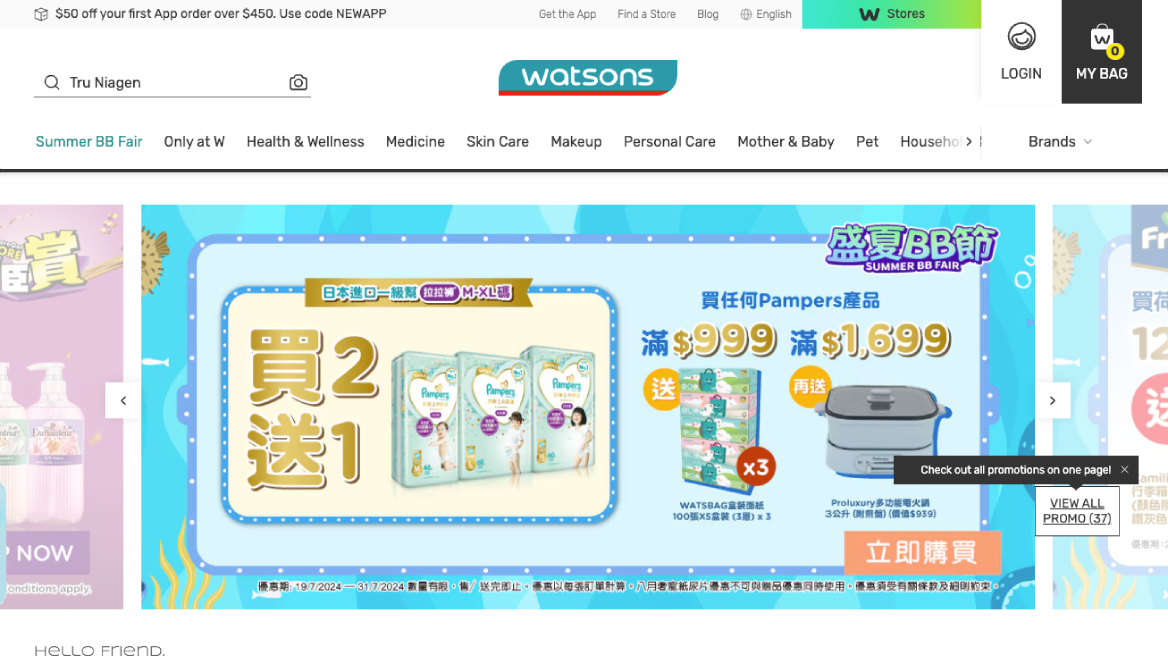 $50 off your first App order over $450. Use code NEWAPP
Get the App
Find a Store
Blog
English
W Stores
LOGIN
W
0
MY BAG
Tru Niagen
watsons
Summer BB Fair
Only at W
Health & Wellness
Medicine
Skin Care
Makeup
Personal Care
Mother & Baby
Pet
Househol
Brands
賞
P NOW
Conditions apply.
盛夏BB節
SUMMER BB FAIR
日本進口一級幫 拉拉褲 M-XL碼
買2
送1
Pampers
Pampers
Pampers
買任何Pampers產品
滿$999 滿$1,699
送
再送
x3
WATSBAG盒裝面紙
100張X5盒裝 (3層) x 3
Proluxury多功能電火鍋
3公升 (附煎盤) (價值$939)
立即購買
優惠期: 19/7/2024 — 31/7/2024 數量有限，售/送完即止。優惠以每張訂單計算。八月老寵紙尿片優惠不可與贈品優惠同時使用。優惠須受有關條款及細則約束。
Fr
買荷
12
送
Check out all promotions on one page!
VIEW ALL
PROMO (37)
Hello Friend,